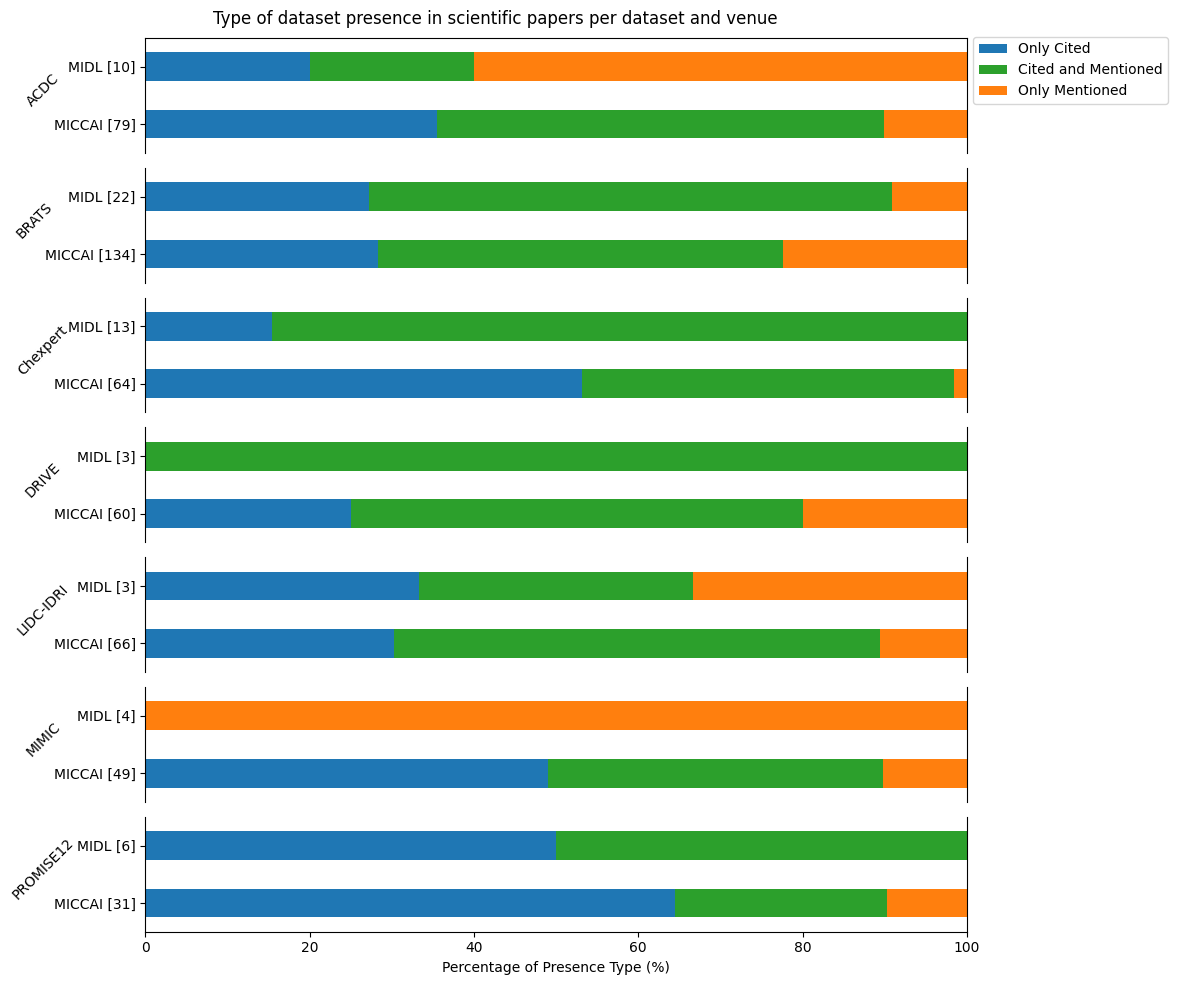 Type of dataset presence in scientific papers per dataset and venue
Only Cited
Cited and Mentioned
Only Mentioned
ACDC
MIDL [10]
MICCAI [79]
BRATS
MIDL [22]
MICCAI [134]
Chexpert
MIDL [13]
MICCAI [64]
DRIVE
MIDL [3]
MICCAI [60]
LIDC-IDRI
MIDL [3]
MICCAI [66]
MIMIC
MIDL [4]
MICCAI [49]
PROMISE12
MIDL [6]
MICCAI [31]
0 20 40 60 80 100
Percentage of Presence Type (%)